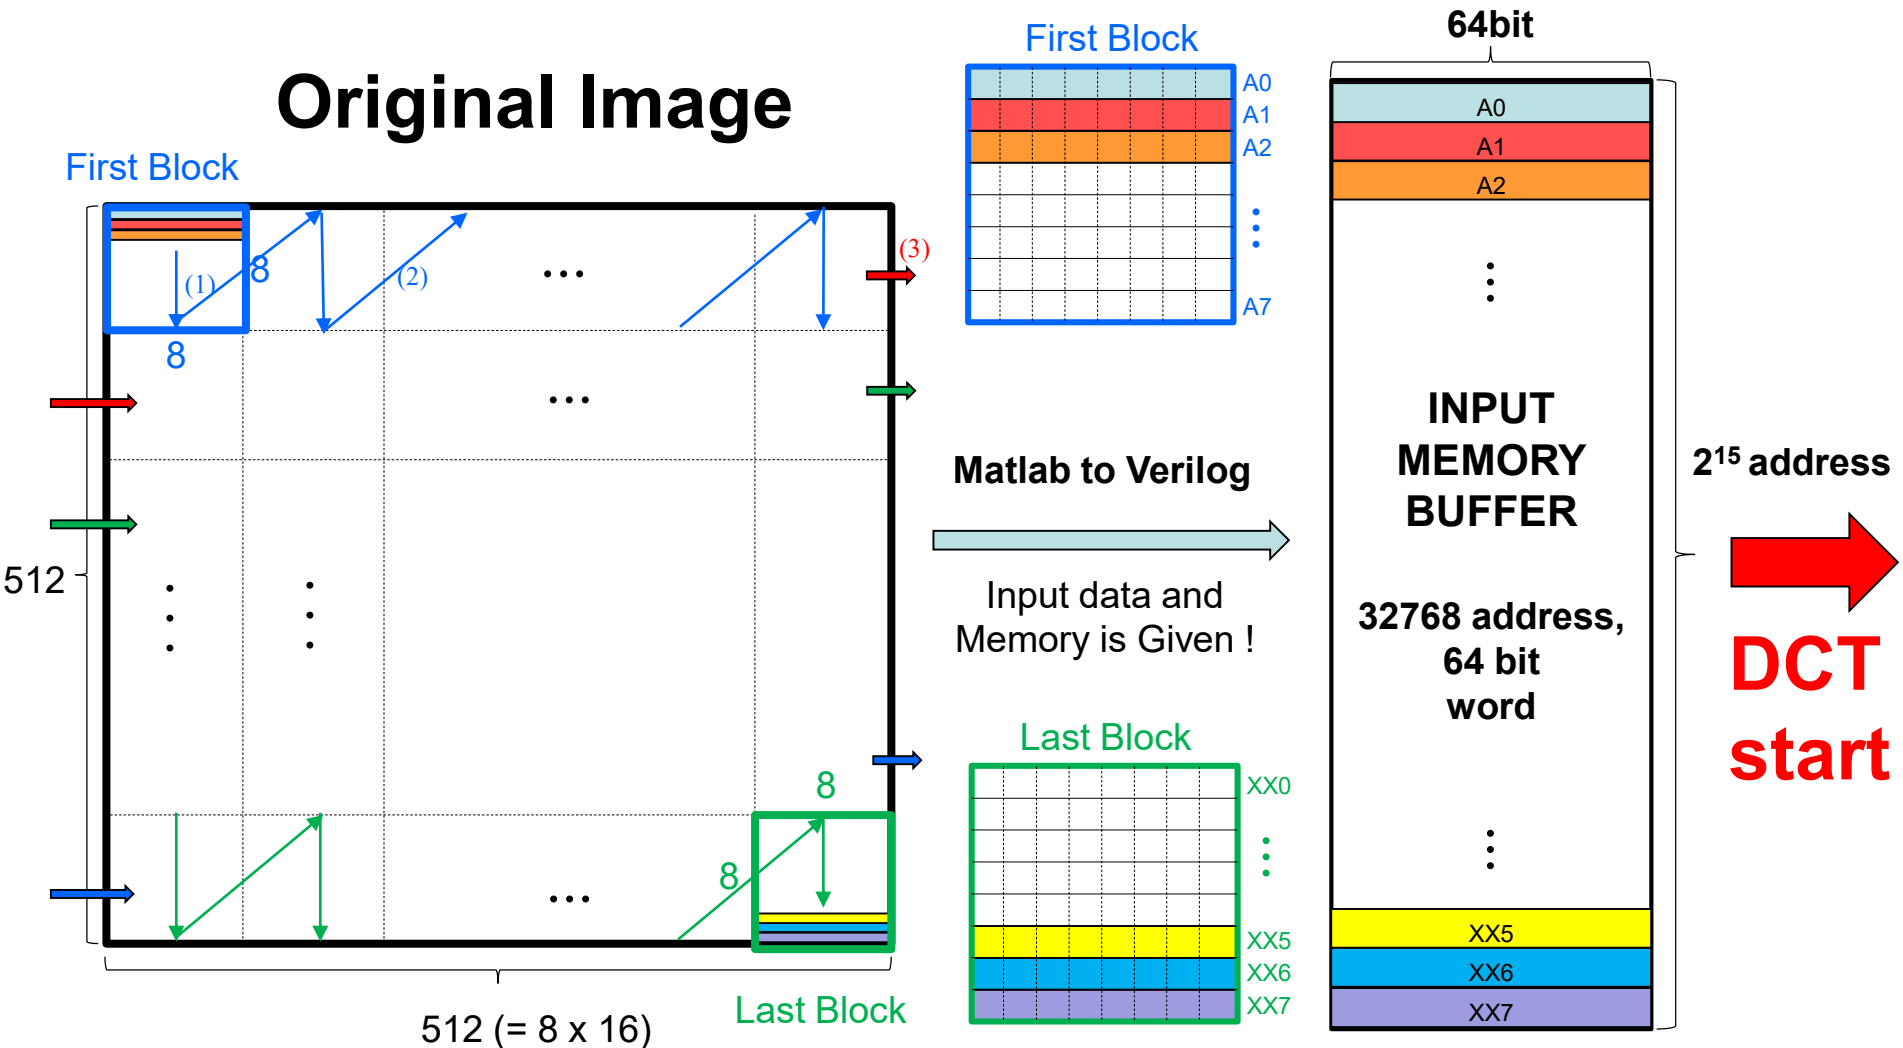 Original Image
First Block
(1)
8
(2)
...
(3)
8
...
512
...
8
8
512 (= 8 x 16)
Last Block
First Block
A0
A1
A2
A7
Matlab to Verilog
Input data and
Memory is Given !
Last Block
XX0
XX5
XX6
XX7
64bit
A0
A1
A2
INPUT
MEMORY
BUFFER
32768 address,
64 bit
word
XX5
XX6
XX7
2¹⁵ address
DCT
start